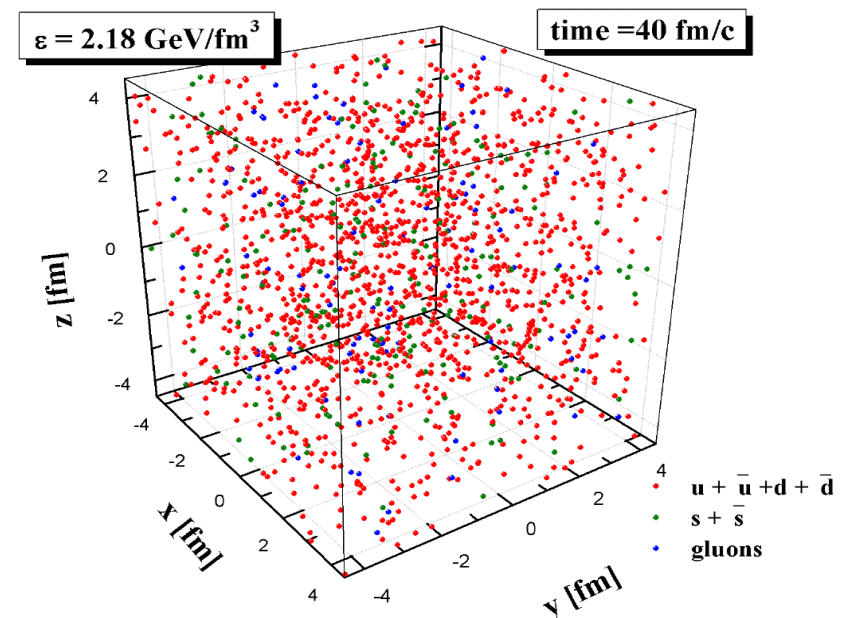 ε = 2.18 GeV/fm³
time =40 fm/c
4
2
0
-2
-4
z [fm]
-4
-2
0
2
4
x [fm]
-4
-2
0
2
4
y [fm]
u + ū +d + d̄
s + s̄
gluons